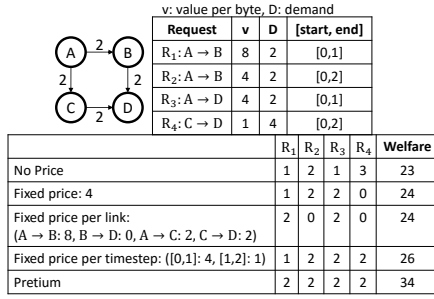 v: value per byte, D: demand
Request v D [start, end]
R₁: A → B 8 2 [0,1]
R₂: A → B 4 2 [0,2]
R₃: A → D 4 2 [0,1]
R₄: C → D 1 4 [0,2]
A 2 B
2 2
C 2 D
R₁ R₂ R₃ R₄ Welfare
No Price 1 2 1 3 23
Fixed price: 4 1 2 2 0 24
Fixed price per link:
(A → B: 8, B → D: 0, A → C: 2, C → D: 2) 2 0 2 0 24
Fixed price per timestep: ([0,1]: 4, [1,2]: 1) 1 2 2 2 26
Pretium 2 2 2 2 34